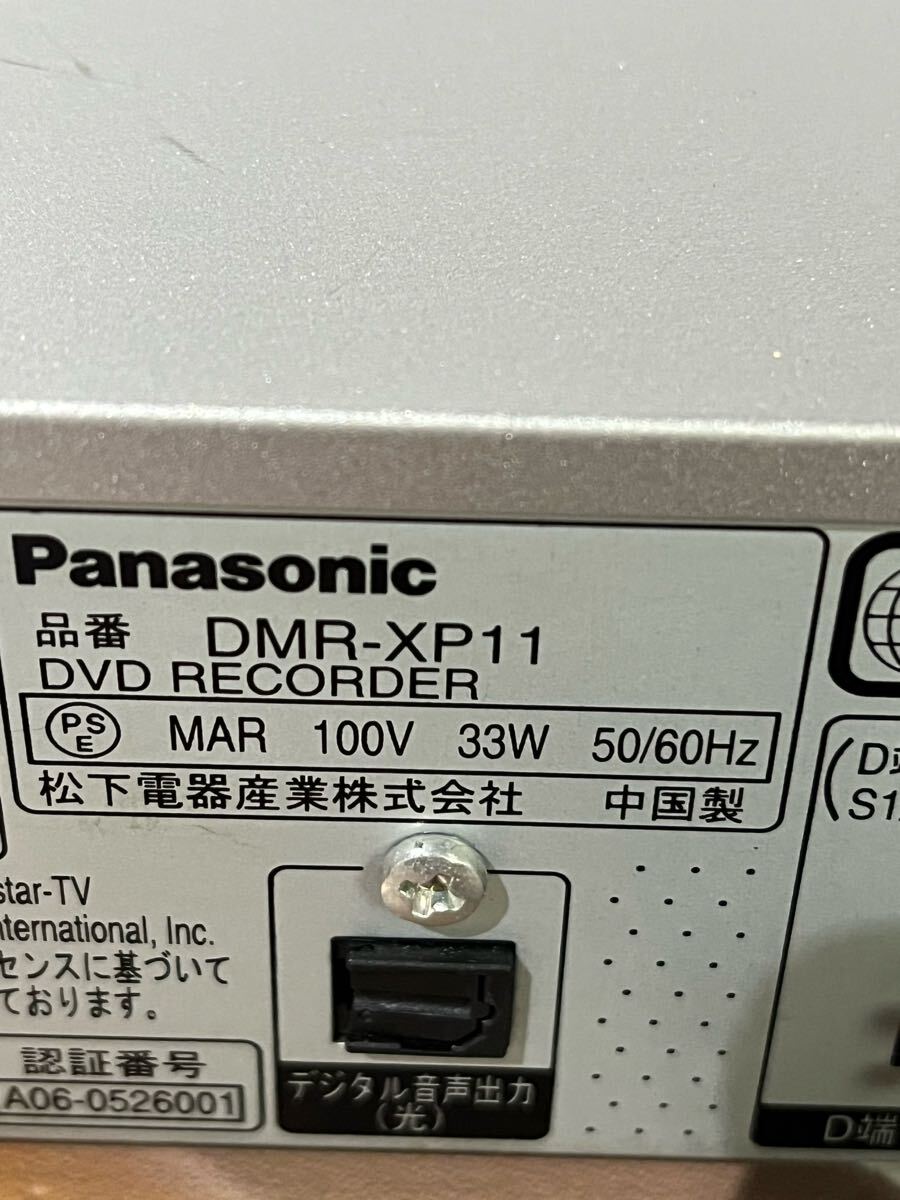 Panasonic
品番 DMR-XP11
DVD RECORDER
PSE MAR 100V 33W 50/60Hz
松下電器産業株式会社 中国製
star-TV
nternational, Inc.
センスに基づいて
ております。
認証番号
A06-0526001
デジタル音声出力
(光)
D端